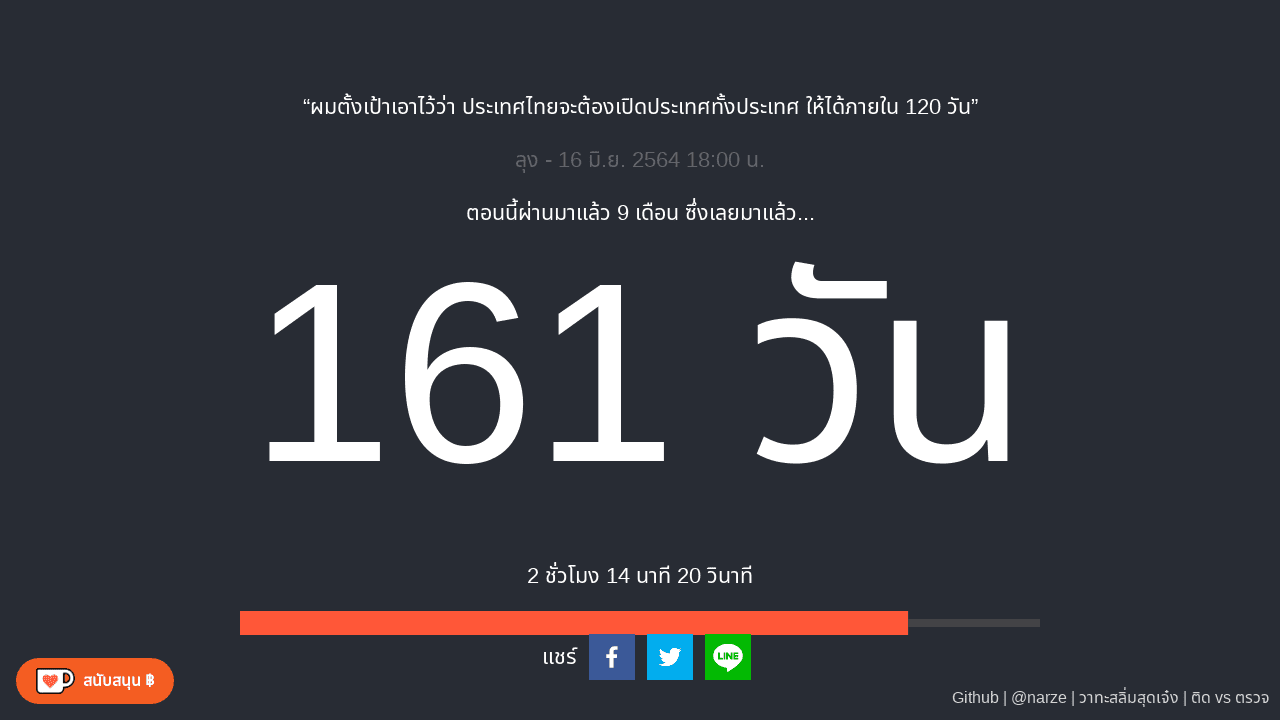 “ผมตั้งเป้าเอาไว้ว่า ประเทศไทยจะต้องเปิดประเทศทั้งประเทศ ให้ได้ภายใน 120 วัน”
ลุง - 16 มิ.ย. 2564 18:00 น.
ตอนนี้ผ่านมาแล้ว 9 เดือน ซึ่งเลยมาแล้ว...
161 วัน
2 ชั่วโมง 14 นาที 20 วินาที
แชร์
LINE
สนับสนุน ฿
Github | @narze | วาทะสลิ่มสุดเจ๋ง | ติด vs ตรวจ